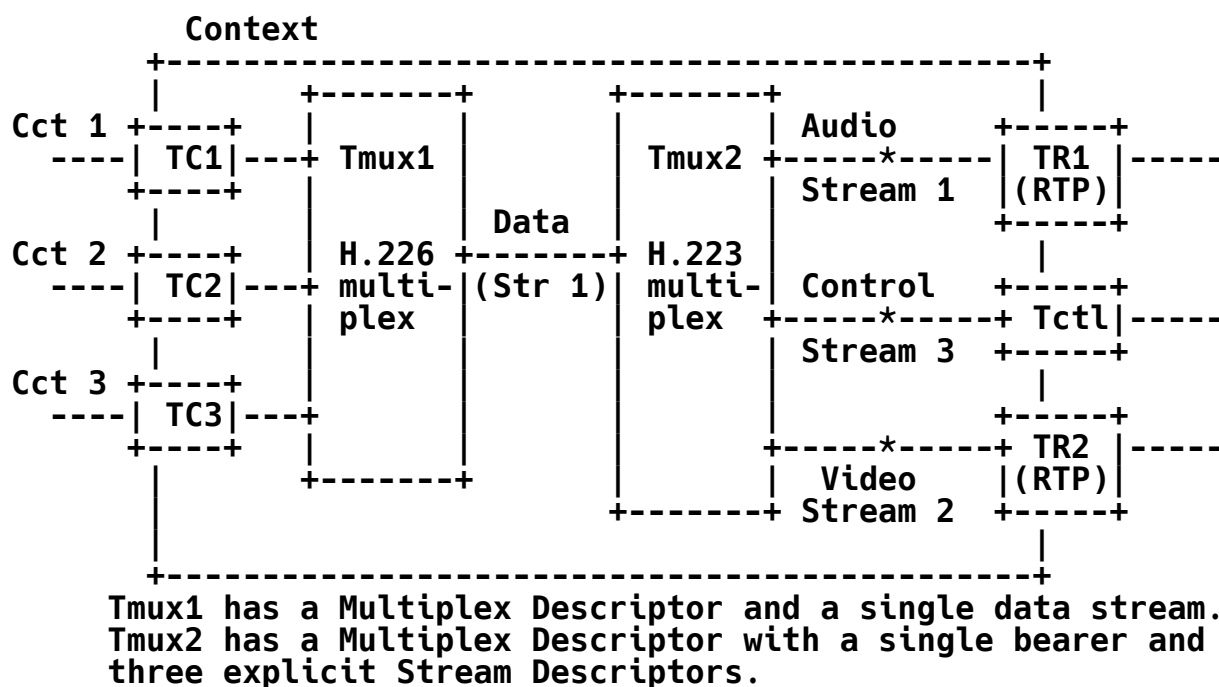 Context
+----------------------------------------------+
|       +-------+       +-------+             |
Cct 1 +----+   |       |       |       | Audio     +-----+
----| TC1|---+ Tmux1 |       | Tmux2 +-----*-----| TR1 |-----
+----+   |       |       |       | Stream 1  |(RTP)|
|        |       | Data  |       |           +-----+
Cct 2 +----+   | H.226 +-------+ H.223 |              |
----| TC2|---+ multi-|(Str 1)| multi-| Control   +-----+
+----+   | plex  |       | plex  +-----*-----+ Tctl|-----
|        |       |       |       | Stream 3  +-----+
Cct 3 +----+   |       |       |       |              |
----| TC3|---+       |       |       |           +-----+
+----+   |       |       |       +-----*-----+ TR2 |-----
|        +-------+       |       |  Video    |(RTP)|
|                        +-------+ Stream 2  +-----+
|                                             |
+----------------------------------------------+
Tmux1 has a Multiplex Descriptor and a single data stream.
Tmux2 has a Multiplex Descriptor with a single bearer and
three explicit Stream Descriptors.